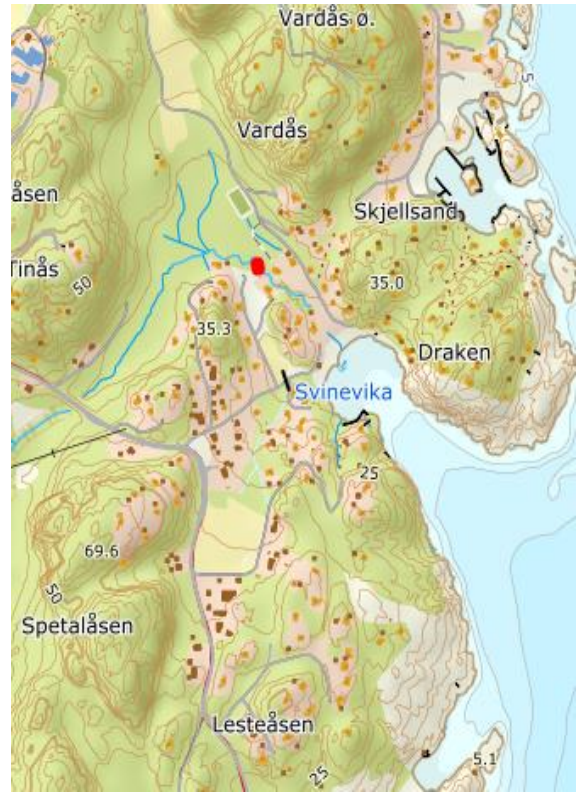 Vardås ø.
5
Vardås
åsen
Skjellsand
Tinås
50
35.0
35.3
Draken
Svinevika
25
69.6
50
Spetalåsen
Lesteåsen
5.1
25